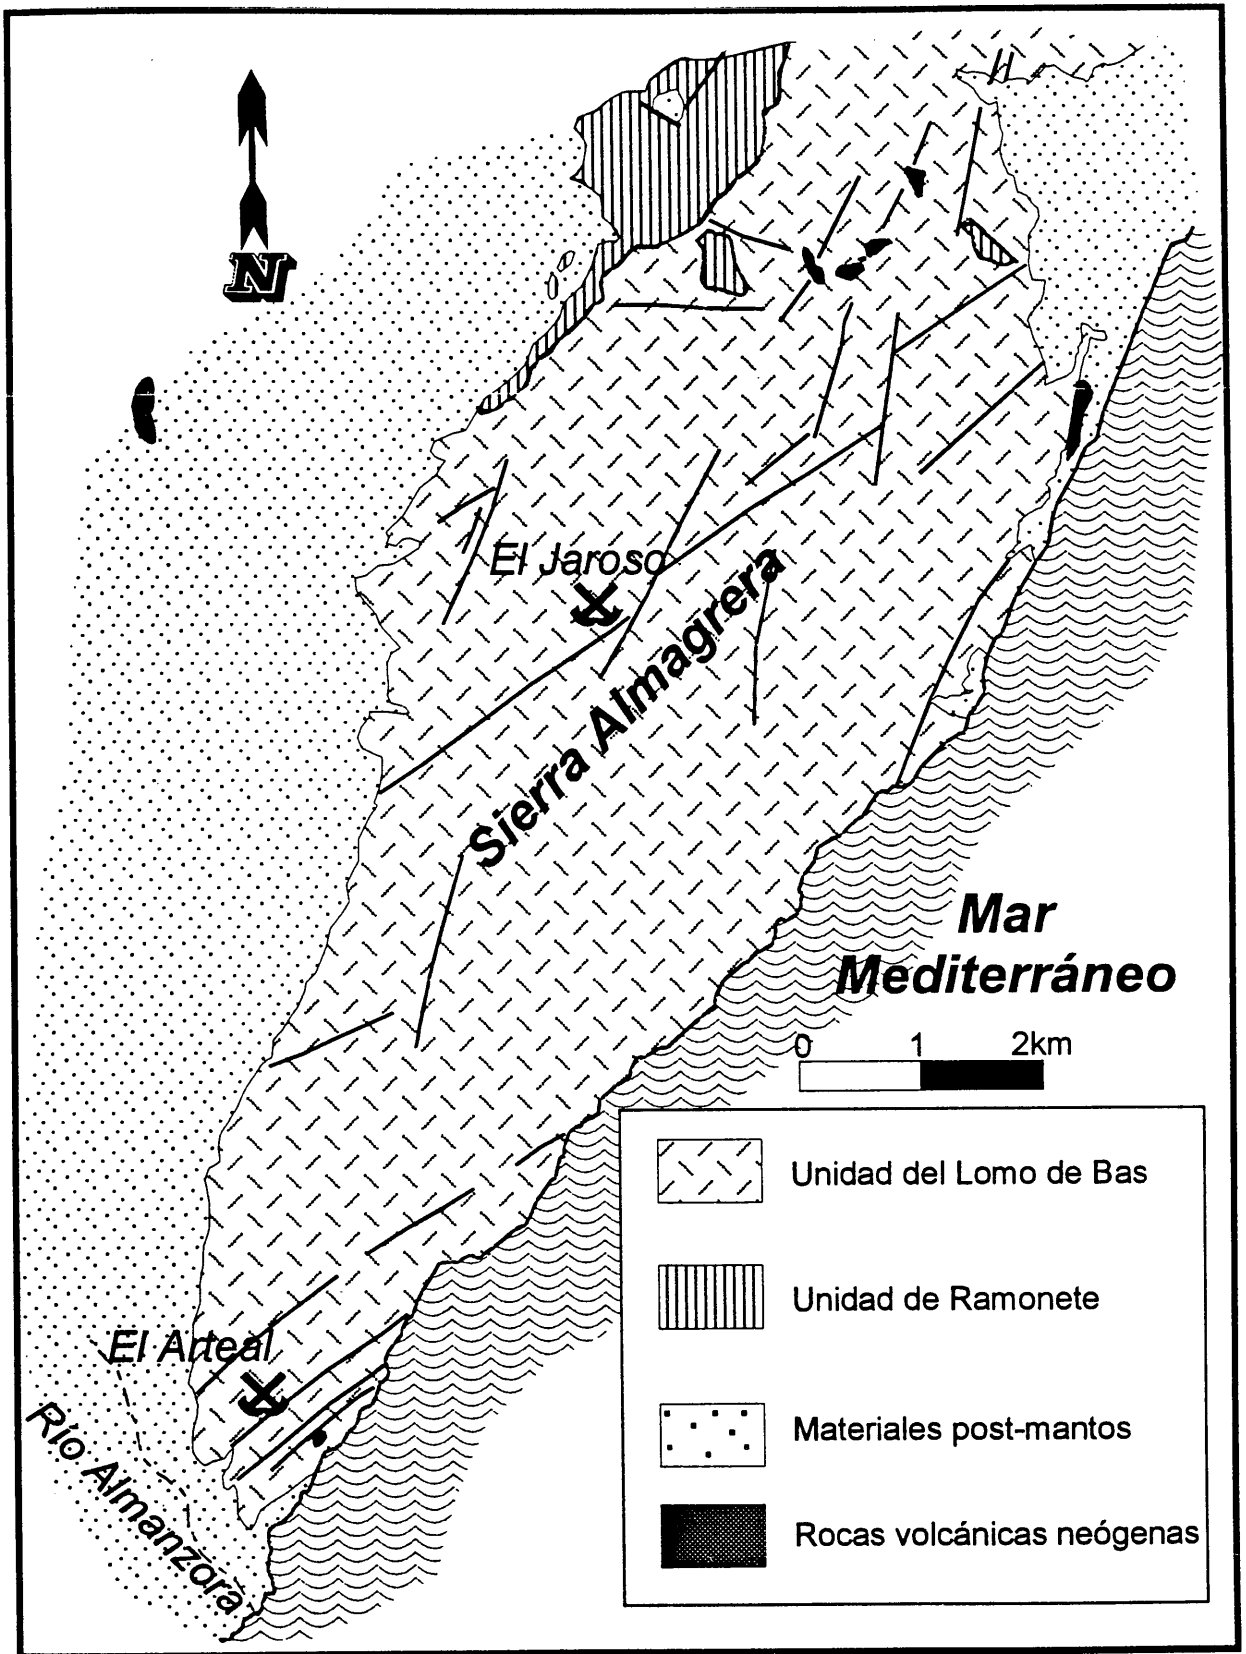 N
El Jaroso
Sierra Almagrera
Mar
Mediterráneo
0 1 2km
Unidad del Lomo de Bas
Unidad de Ramonete
El Arteal
Materiales post-mantos
Río Almanzora
Rocas volcánicas neógenas